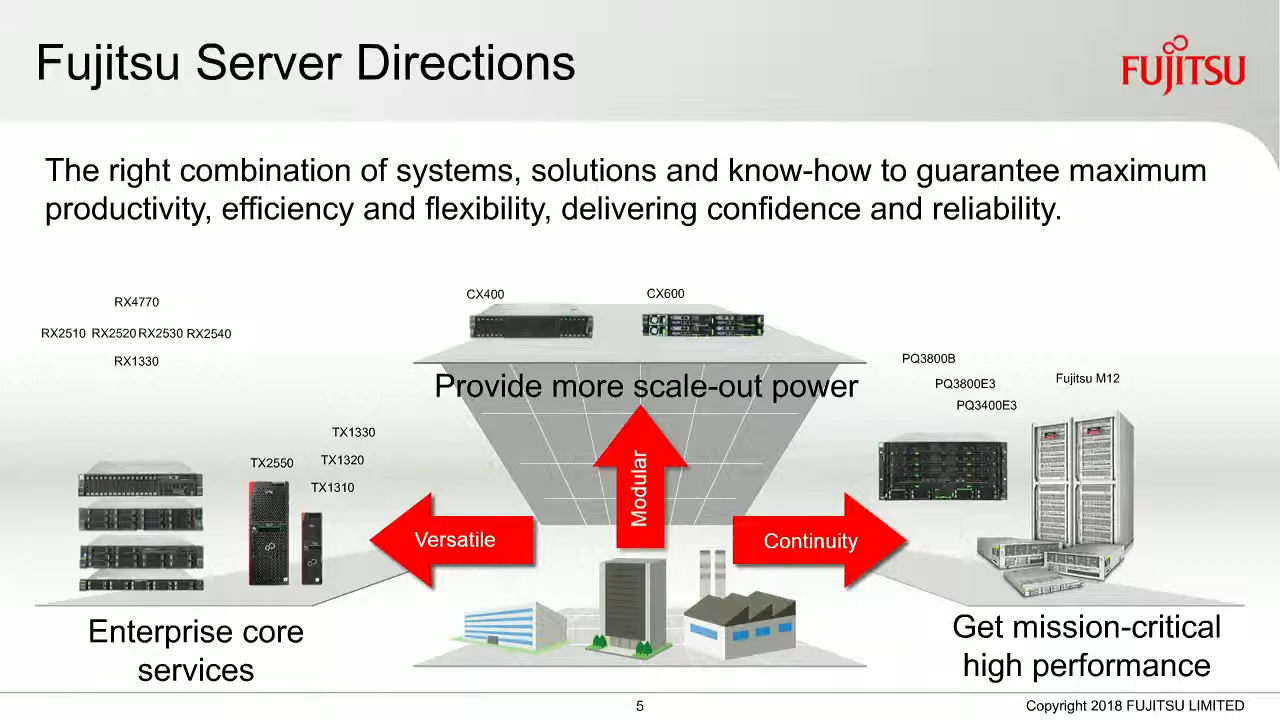 Fujitsu Server Directions
FUJITSU
The right combination of systems, solutions and know-how to guarantee maximum
productivity, efficiency and flexibility, delivering confidence and reliability.
RX4770
RX2510 RX2520 RX2530 RX2540
RX1330
CX400
CX600
Provide more scale-out power
PQ3800B
PQ3800E3
PQ3400E3
Fujitsu M12
TX1330
TX1320
TX1310
TX2550
Modular
Versatile
Continuity
Enterprise core
services
Get mission-critical
high performance
5
Copyright 2018 FUJITSU LIMITED